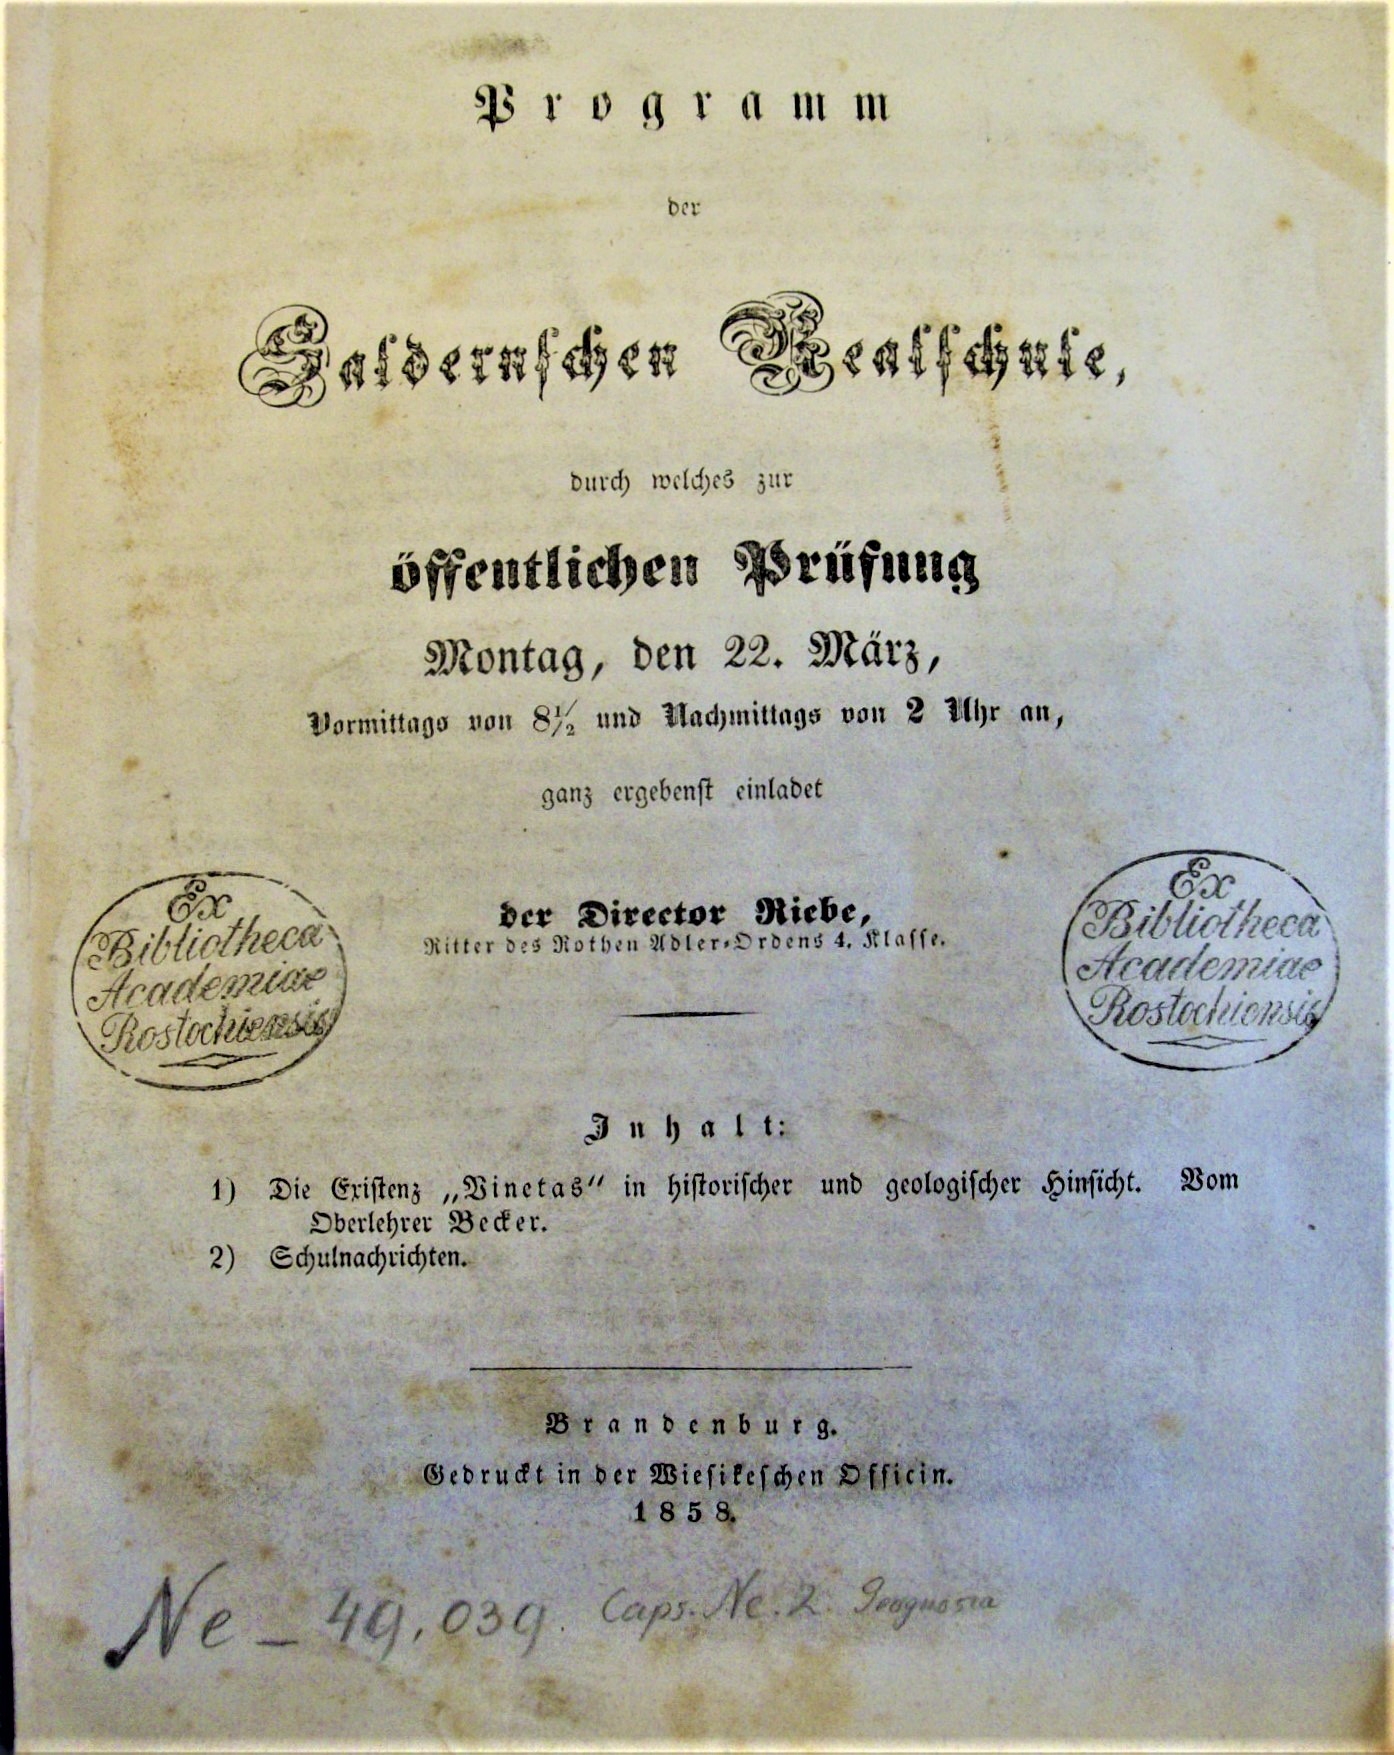 Programm
der
Saldernschen Realschule,
durch welches zur
öffentlichen Prüfung
Montag, den 22. März,
Vormittags von 8½ und Nachmittags von 2 Uhr an,
ganz ergebenst einladet
der Director Riebe,
Ritter des Rothen Adler-Ordens 4. Klasse.
Ex
Bibliotheca
Academiae
Rostochiensis
Ex
Bibliotheca
Academiae
Rostochiensis
Inhalt:
1) Die Existenz „Vinetas“ in historischer und geologischer Hinsicht. Vom
Oberlehrer Becker.
2) Schulnachrichten.
Brandenburg.
Gedruckt in der Wiesikeschen Officin.
1858.
Ne – 49,039. Caps. Ne. 2. Geognosia